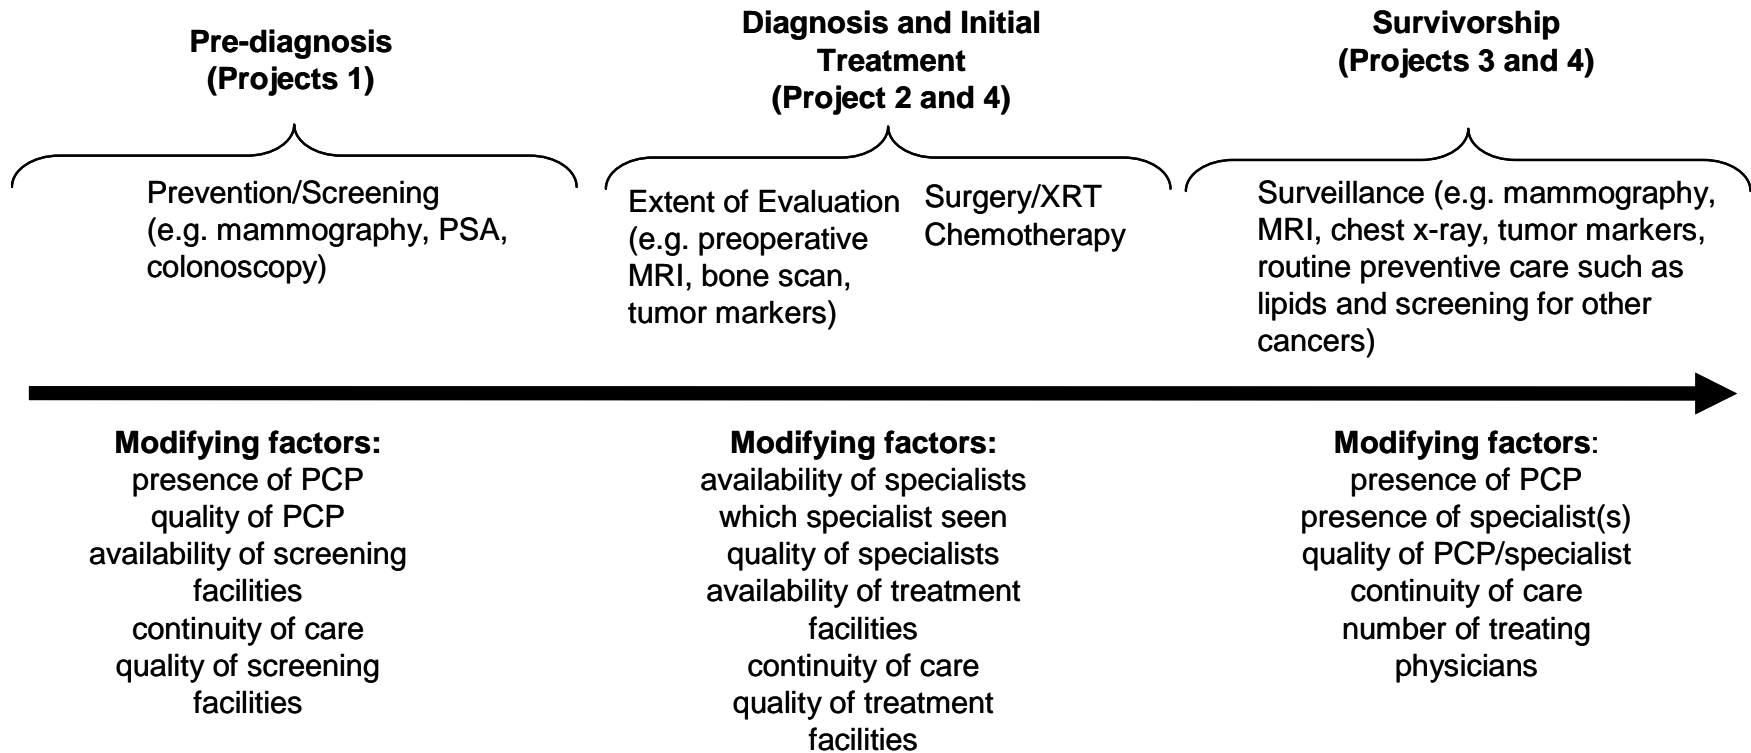 Pre-diagnosis
(Projects 1)
Diagnosis and Initial
Treatment
(Project 2 and 4)
Survivorship
(Projects 3 and 4)
Prevention/Screening
(e.g. mammography, PSA,
colonoscopy)
Extent of Evaluation
(e.g. preoperative
MRI, bone scan,
tumor markers)
Surgery/XRT
Chemotherapy
Surveillance (e.g. mammography,
MRI, chest x-ray, tumor markers,
routine preventive care such as
lipids and screening for other
cancers)
Modifying factors:
presence of PCP
quality of PCP
availability of screening
facilities
continuity of care
quality of screening
facilities
Modifying factors:
availability of specialists
which specialist seen
quality of specialists
availability of treatment
facilities
continuity of care
quality of treatment
facilities
Modifying factors:
presence of PCP
presence of specialist(s)
quality of PCP/specialist
continuity of care
number of treating
physicians